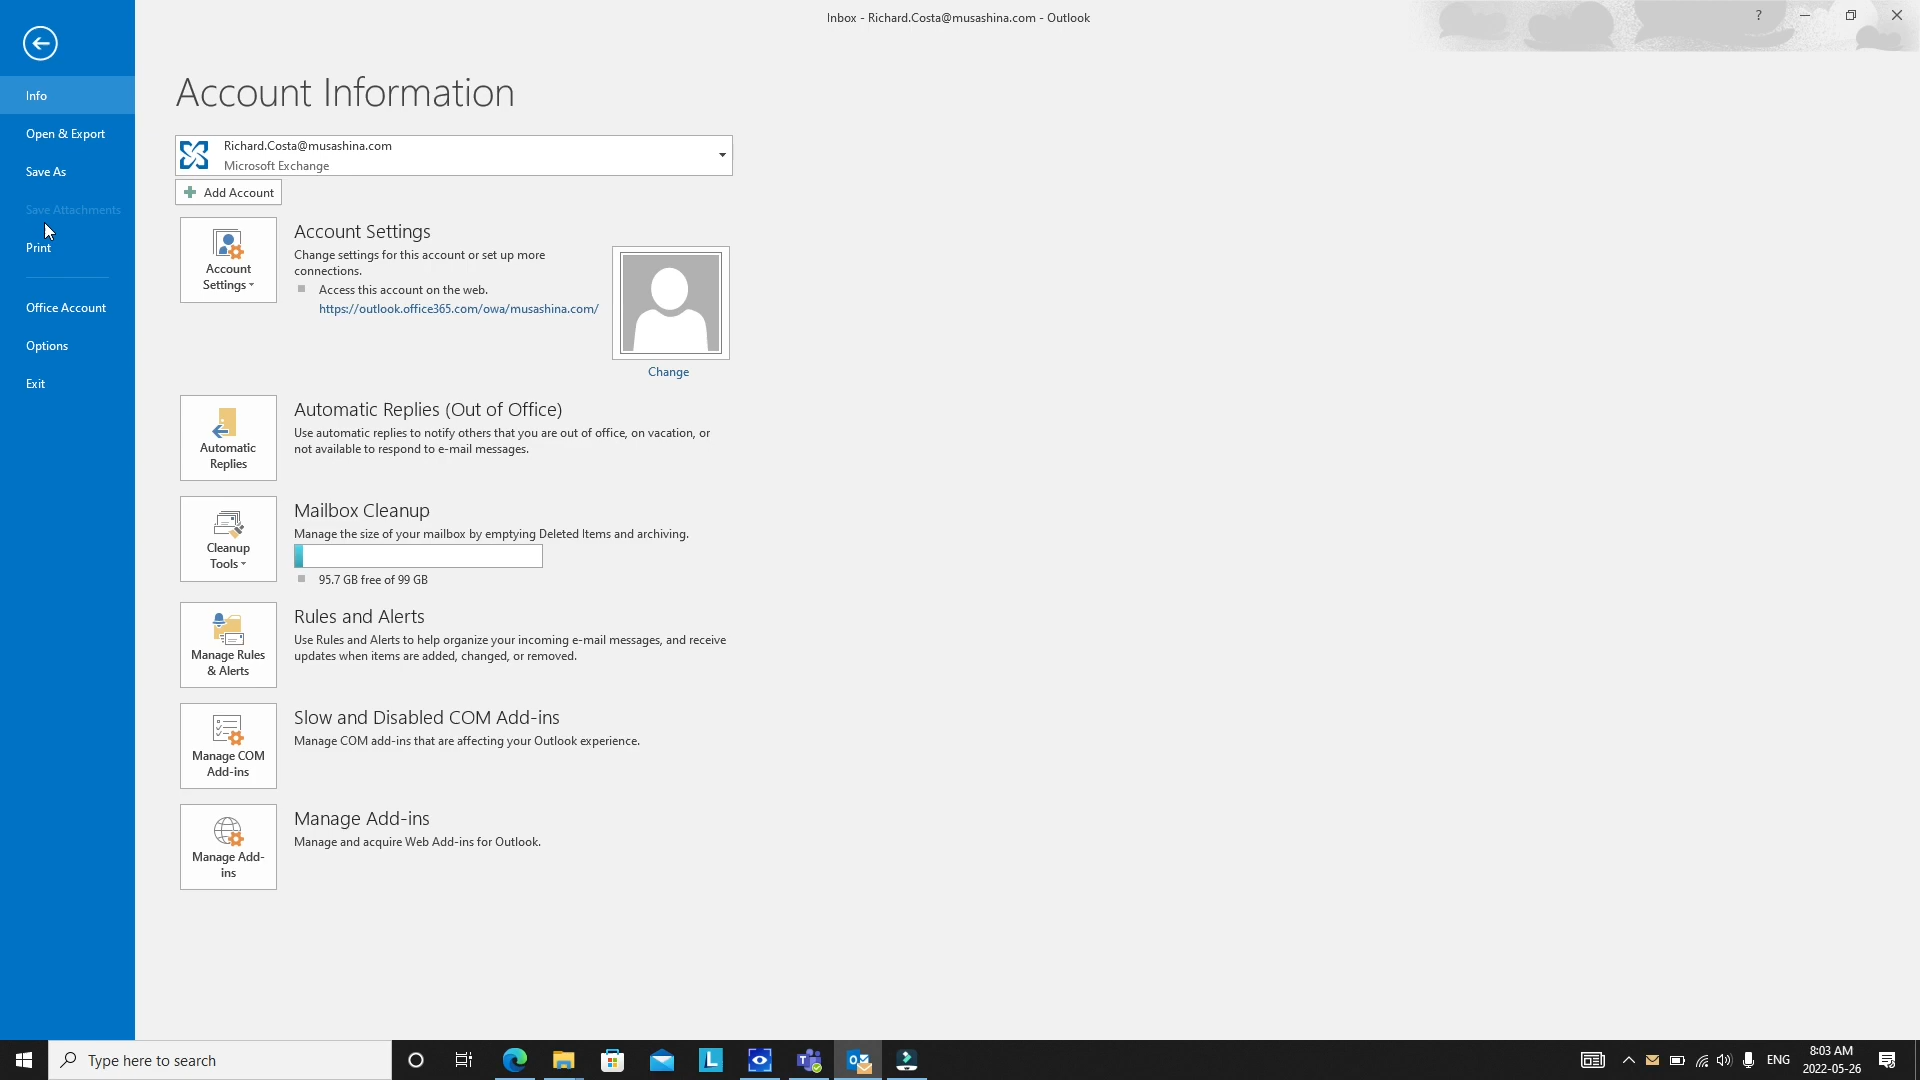 Inbox - Richard.Costa@musashina.com - Outlook
?
Info
Open & Export
Save As
Save Attachments
Print
Office Account
Options
Exit
Account Information
Richard.Costa@musashina.com
Microsoft Exchange
Add Account
Account
Settings
Account Settings
Change settings for this account or set up more
connections.
Access this account on the web.
https://outlook.office365.com/owa/musashina.com/
Change
Automatic
Replies
Automatic Replies (Out of Office)
Use automatic replies to notify others that you are out of office, on vacation, or
not available to respond to e-mail messages.
Cleanup
Tools
Mailbox Cleanup
Manage the size of your mailbox by emptying Deleted Items and archiving.
95.7 GB free of 99 GB
Manage Rules
& Alerts
Rules and Alerts
Use Rules and Alerts to help organize your incoming e-mail messages, and receive
updates when items are added, changed, or removed.
Manage COM
Add-ins
Slow and Disabled COM Add-ins
Manage COM add-ins that are affecting your Outlook experience.
Manage Add-
ins
Manage Add-ins
Manage and acquire Web Add-ins for Outlook.
Type here to search
L
ENG
8:03 AM
2022-05-26